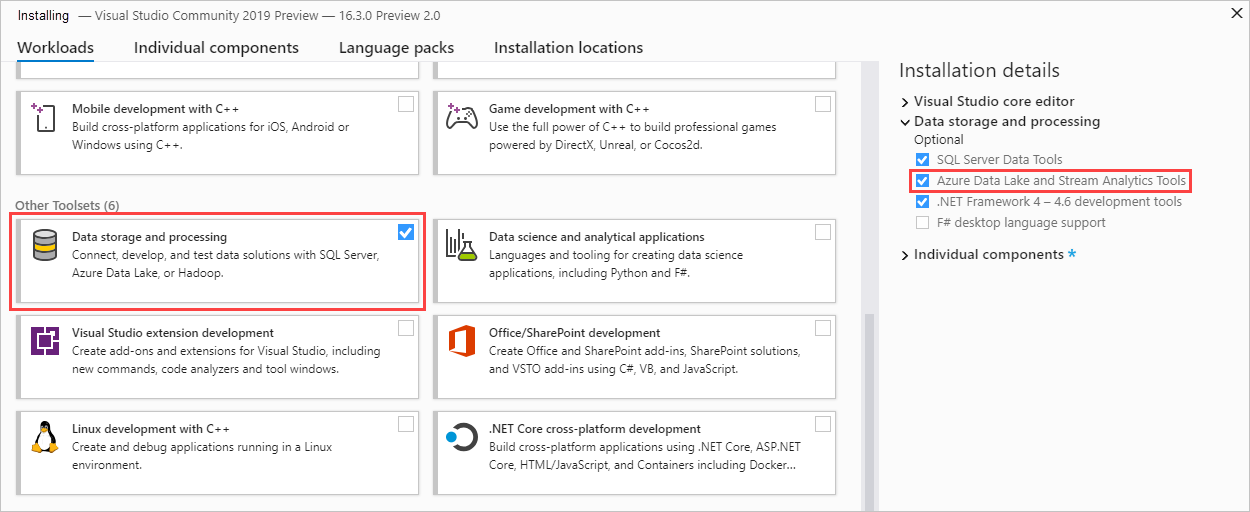 Installing — Visual Studio Community 2019 Preview — 16.3.0 Preview 2.0
Workloads Individual components Language packs Installation locations
Mobile development with C++
Build cross-platform applications for iOS, Android or
Windows using C++.
Game development with C++
Use the full power of C++ to build professional games
powered by DirectX, Unreal, or Cocos2d.
Other Toolsets (6)
Data storage and processing
Connect, develop, and test data solutions with SQL Server,
Azure Data Lake, or Hadoop.
Data science and analytical applications
Languages and tooling for creating data science
applications, including Python and F#.
Visual Studio extension development
Create add-ons and extensions for Visual Studio, including
new commands, code analyzers and tool windows.
Office/SharePoint development
Create Office and SharePoint add-ins, SharePoint solutions,
and VSTO add-ins using C#, VB, and JavaScript.
Linux development with C++
Create and debug applications running in a Linux
environment.
.NET Core cross-platform development
Build cross-platform applications using .NET Core, ASP.NET
Core, HTML/JavaScript, and Containers including Docker...
Installation details
Visual Studio core editor
Data storage and processing
Optional
SQL Server Data Tools
Azure Data Lake and Stream Analytics Tools
.NET Framework 4 – 4.6 development tools
F# desktop language support
Individual components *